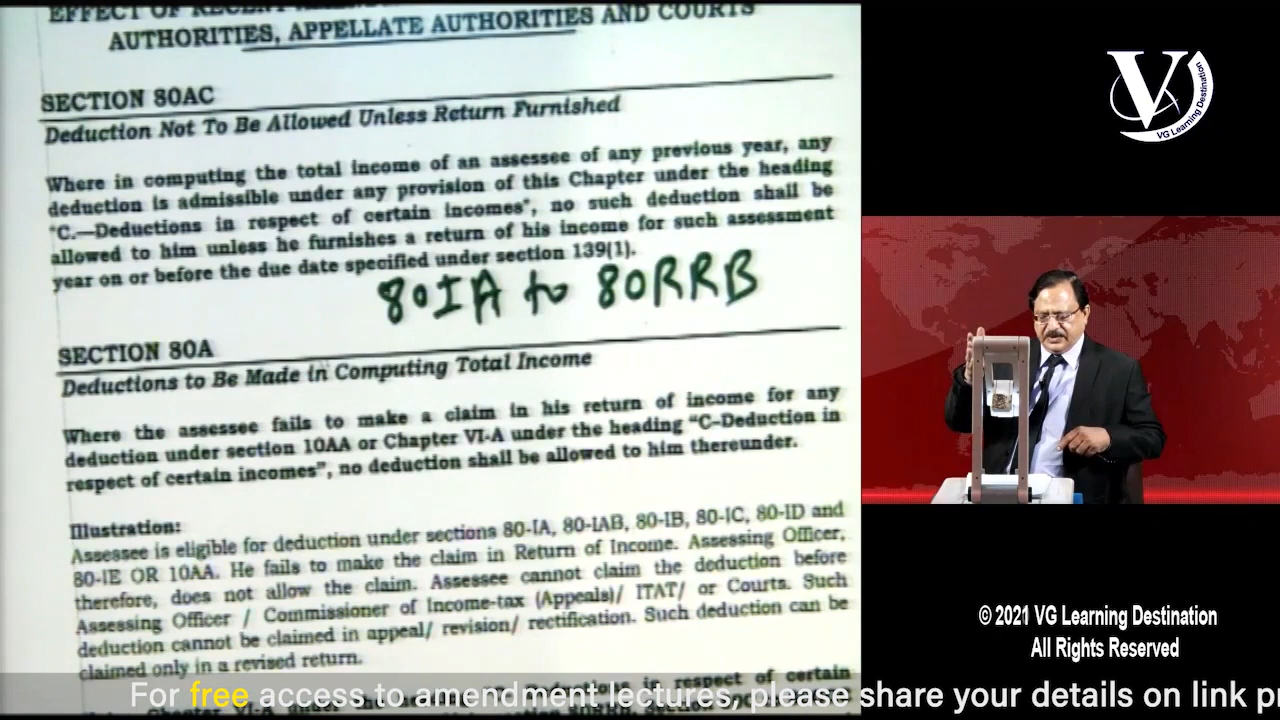 EFFECT OF RECENT
AUTHORITIES, APPELLATE AUTHORITIES AND COURTS
SECTION 80AC
Deduction Not To Be Allowed Unless Return Furnished
Where in computing the total income of an assessee of any previous year, any
deduction is admissible under any provision of this Chapter under the heading
"C.—Deductions in respect of certain incomes", no such deduction shall be
allowed to him unless he furnishes a return of his income for such assessment
year on or before the due date specified under section 139(1).
80IA to 80RRB
SECTION 80A
Deductions to Be Made in Computing Total Income
Where the assessee fails to make a claim in his return of income for any
deduction under section 10AA or Chapter VI-A under the heading "C–Deduction in
respect of certain incomes", no deduction shall be allowed to him thereunder.
Illustration:
Assessee is eligible for deduction under sections 80-IA, 80-IAB, 80-IB, 80-IC, 80-ID and
80-IE OR 10AA. He fails to make the claim in Return of Income. Assessing Officer,
therefore, does not allow the claim. Assessee cannot claim the deduction before
Assessing Officer / Commissioner of Income-tax (Appeals)/ ITAT/ or Courts. Such
deduction cannot be claimed in appeal/ revision/ rectification. Such deduction can be
claimed only in a revised return.
in respect of certain
V
VG Learning Destination
© 2021 VG Learning Destination
All Rights Reserved
For free access to amendment lectures, please share your details on link p